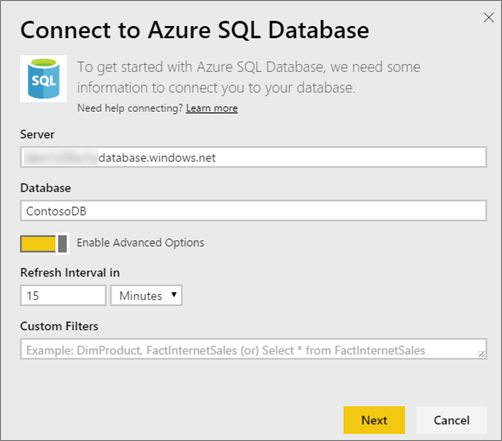 Connect to Azure SQL Database
SQL
To get started with Azure SQL Database, we need some
information to connect you to your database.
Need help connecting? Learn more
Server
database.windows.net
Database
ContosoDB
Enable Advanced Options
Refresh Interval in
15 Minutes
Custom Filters
Example: DimProduct, FactInternetSales (or) Select * from FactInternetSales
Next Cancel